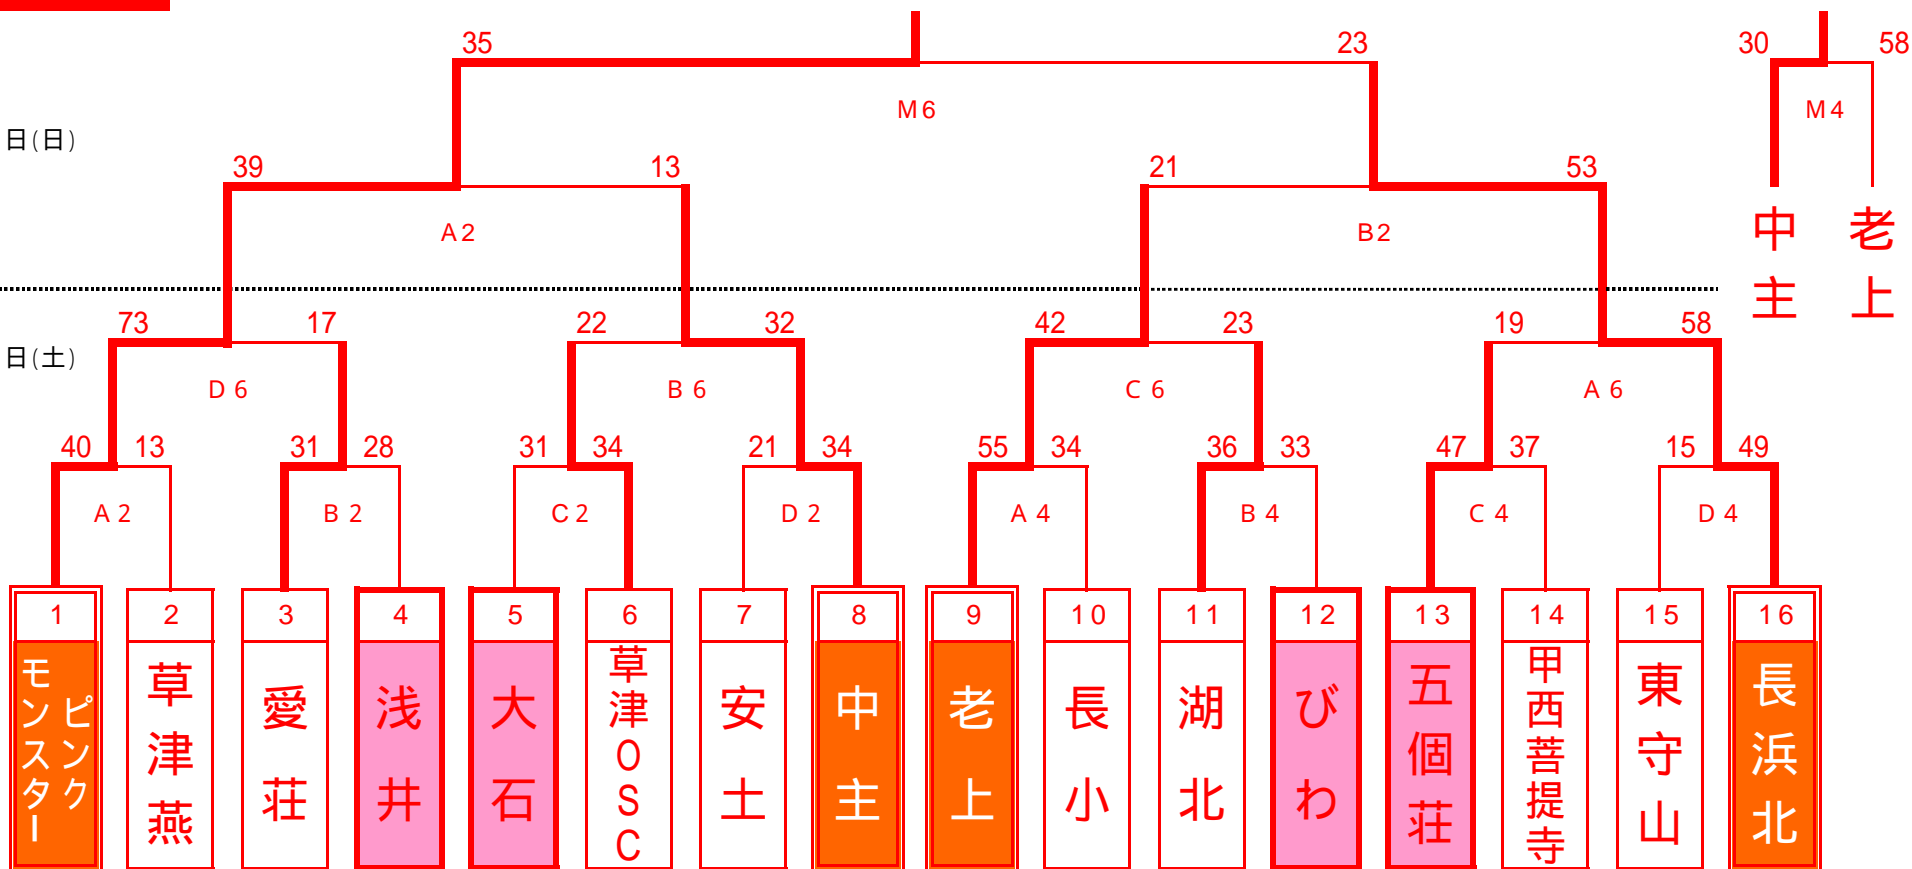 35 23 30 58
M6 M4
日(日)
39 13 21 53
A2 B2
中主 老上
73 17 22 32 42 23 19 58
日(土)
D6 B6 C6 A6
40 13 31 28 31 34 21 34 55 34 36 33 47 37 15 49
A2 B2 C2 D2 A4 B4 C4 D4
1 2 3 4 5 6 7 8 9 10 11 12 13 14 15 16
ピンク
モンスター
草津燕
愛荘
浅井
大石
草津OSC
安土
中主
老上
長小
湖北
びわ
五個荘
甲西菩提寺
東守山
長浜北